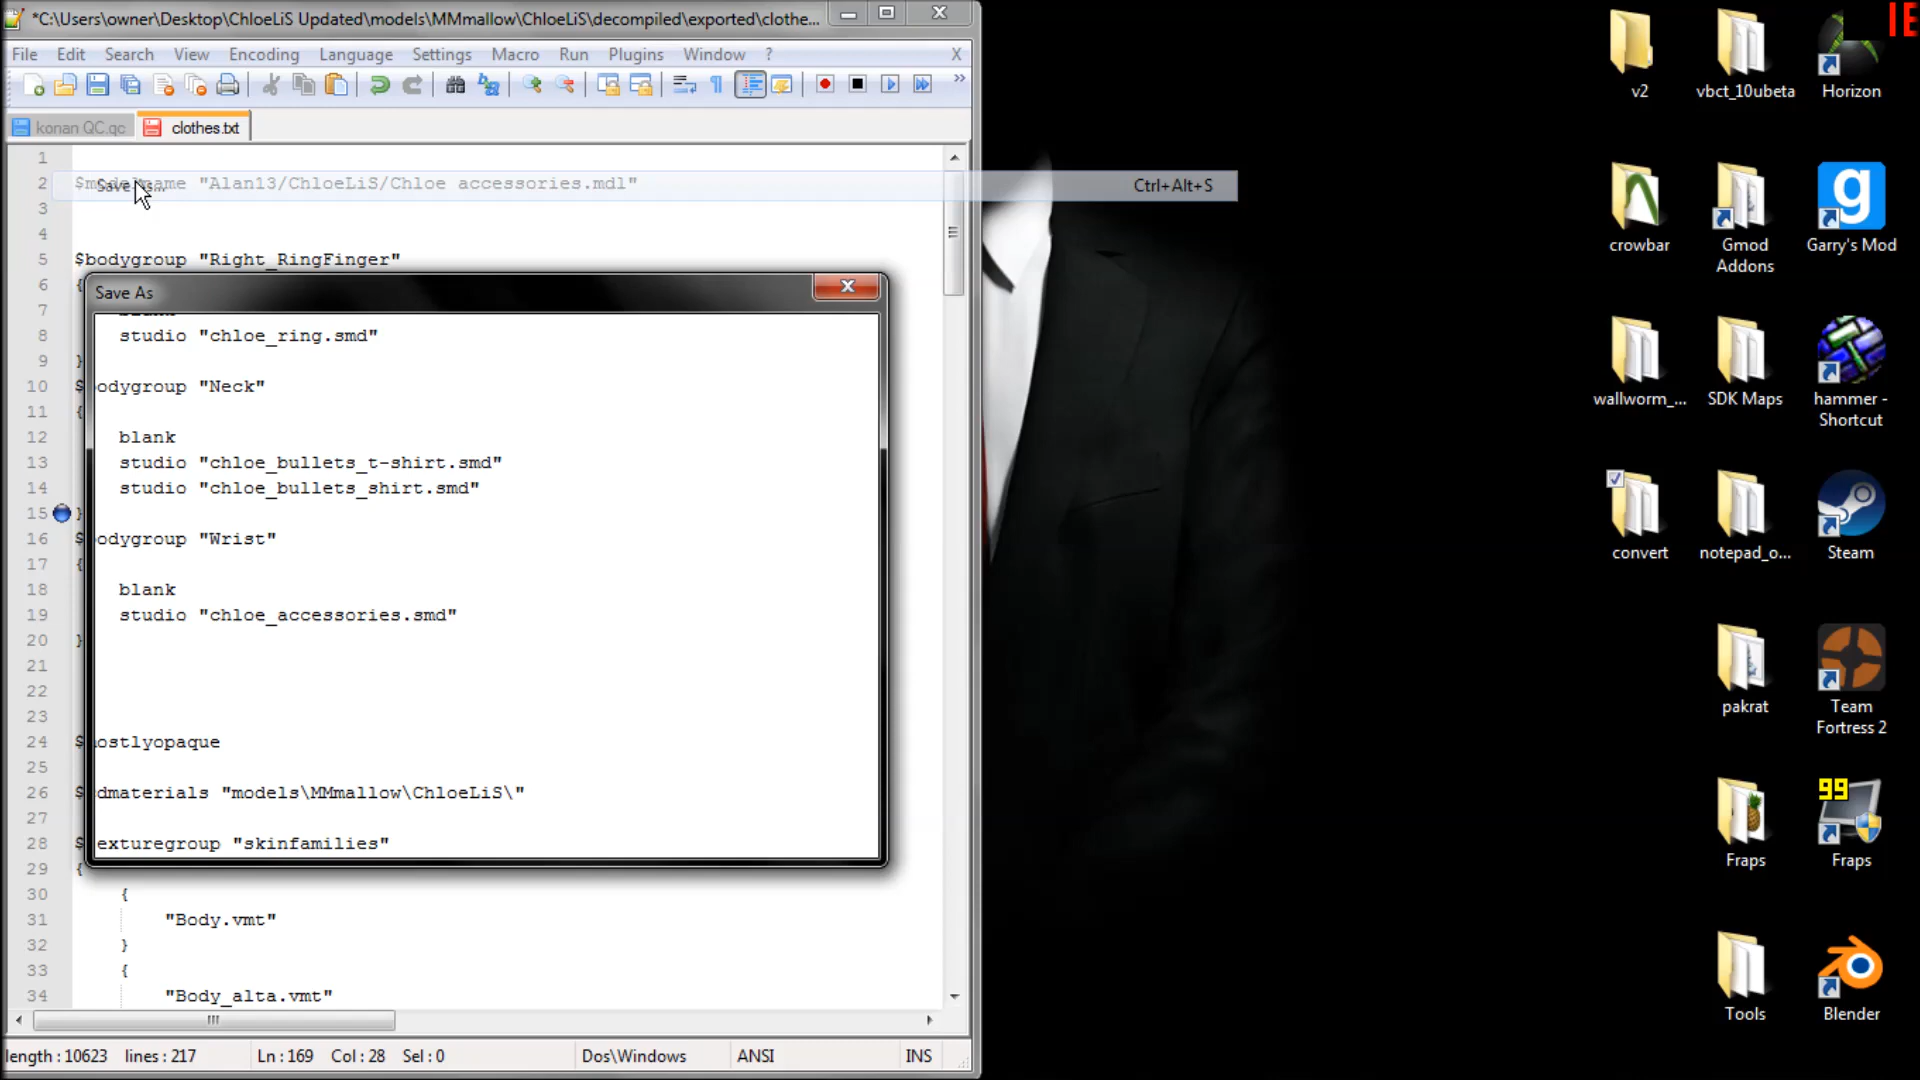 *C:\Users\owner\Desktop\ChloeLiS Updated\models\MMmallow\ChloeLiS\decompiled\exported\clothe...
File Edit Search View Encoding Language Settings Macro Run Plugins Window ? X
konan QC.qc clothes.txt
1
2 $modelname "Alan13/ChloeLiS/Chloe accessories.mdl"
Save As... Ctrl+Alt+S
3
4
5 $bodygroup "Right_RingFinger"
6 {
Save As
7
8 studio "chloe_ring.smd"
9 }
10 $bodygroup "Neck"
11 {
12 blank
13 studio "chloe_bullets_t-shirt.smd"
14 studio "chloe_bullets_shirt.smd"
15 }
16 $bodygroup "Wrist"
17 {
18 blank
19 studio "chloe_accessories.smd"
20 }
21
22
23
24 $ostlyopaque
25
26 $dmaterials "models\MMmallow\ChloeLiS\"
27
28 $exturegroup "skinfamilies"
29 {
30 {
31 "Body.vmt"
32 }
33 {
34 "Body_alta.vmt"
length : 10623 lines : 217 Ln : 169 Col : 28 Sel : 0 Dos\Windows ANSI INS
IE
v2 vbct_10ubeta Horizon
crowbar Gmod Addons Garry's Mod
wallworm_... SDK Maps hammer - Shortcut
convert notepad_o... Steam
pakrat Team Fortress 2
99
Fraps Fraps
Tools Blender